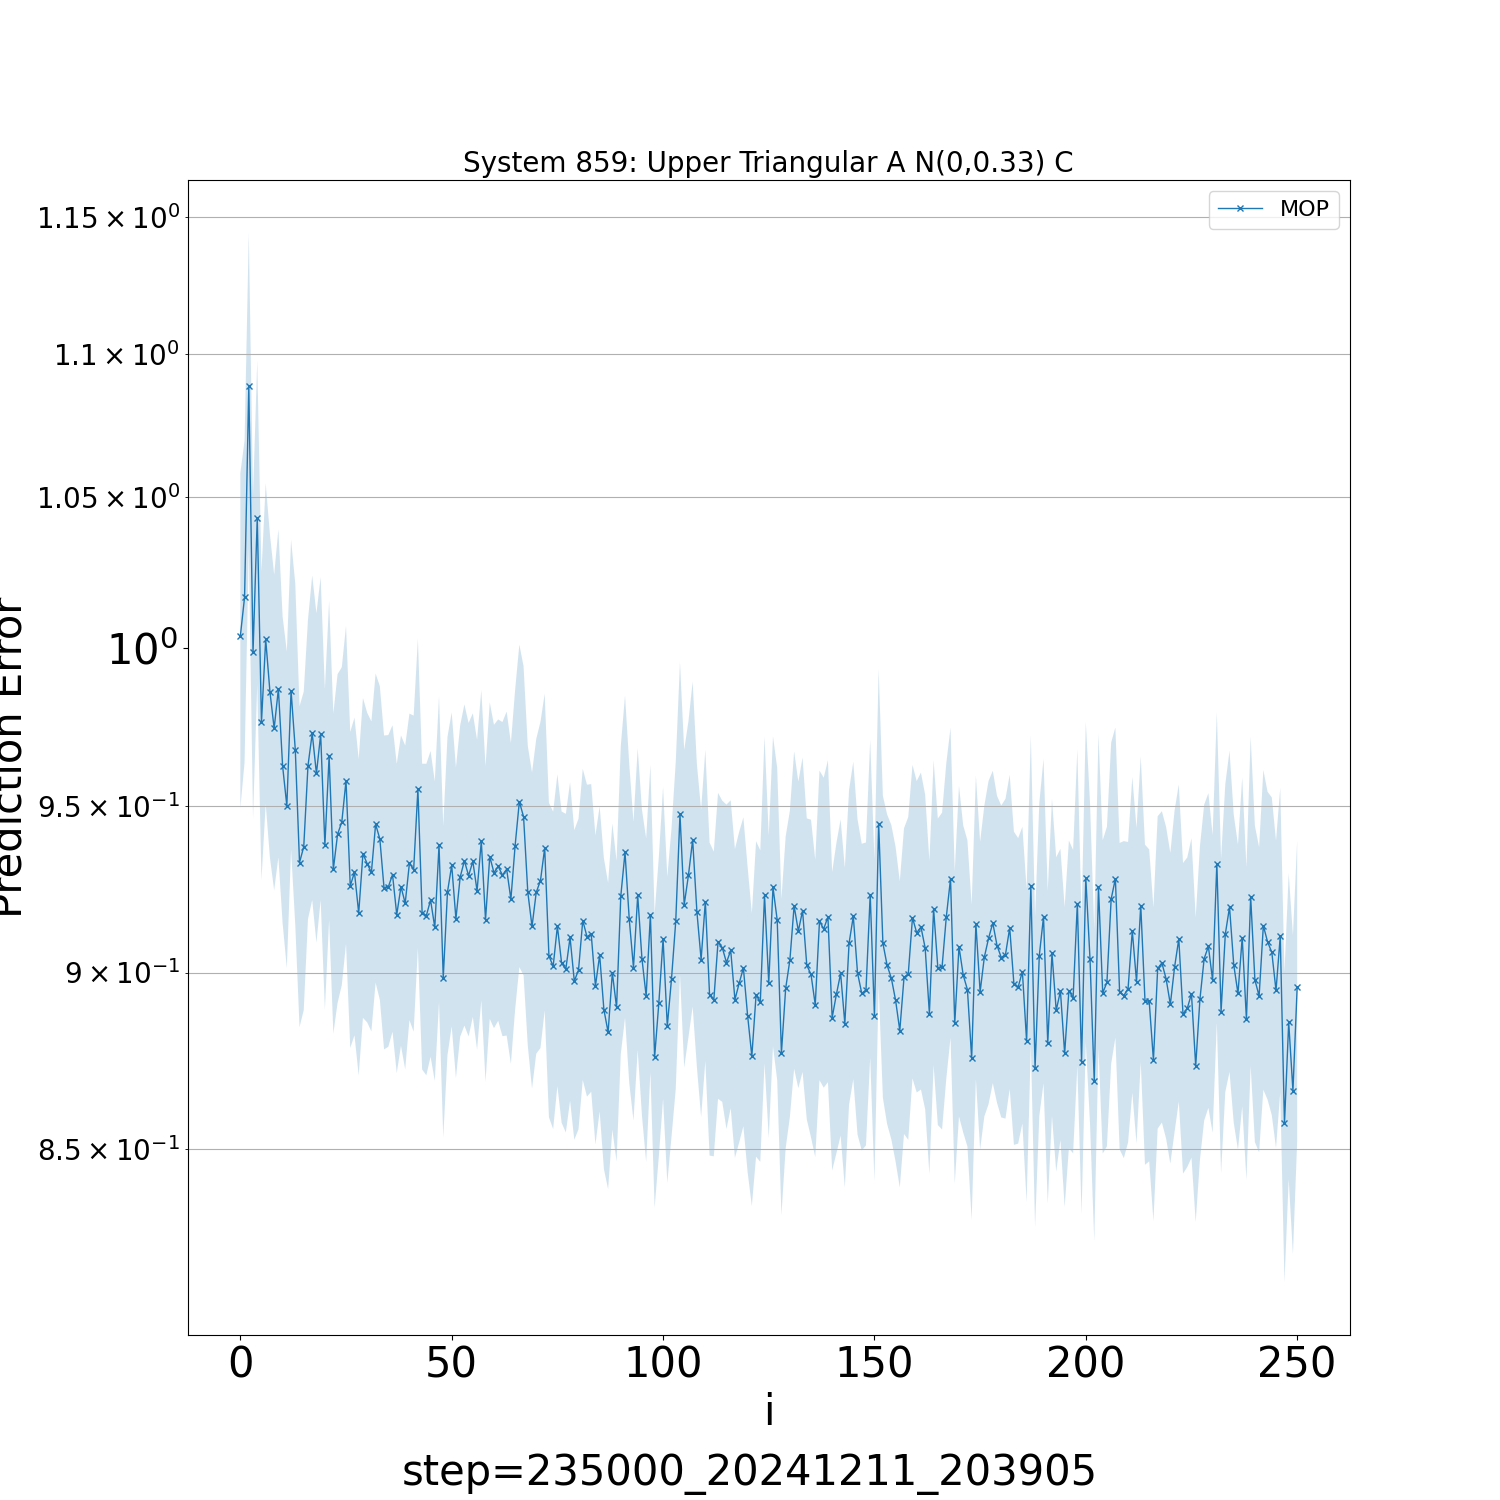 System 859: Upper Triangular A N(0,0.33) C
MOP
1.15 × 10⁰
1.1 × 10⁰
1.05 × 10⁰
10⁰
9.5 × 10⁻¹
9 × 10⁻¹
8.5 × 10⁻¹
Prediction Error
0 50 100 150 200 250
i
step=235000_20241211_203905